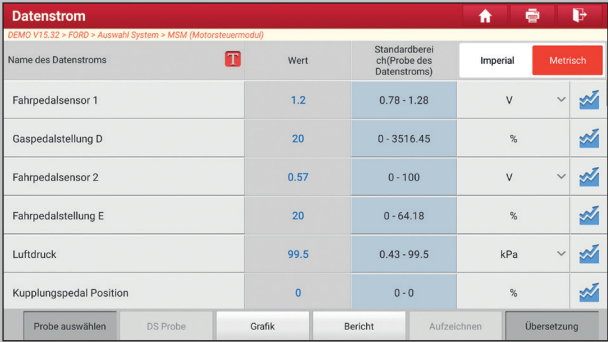 Datenstrom
DEMO V15.32 > FORD > Auswahl System > MSM (Motorsteuermodul)
Name des Datenstroms T Wert Standardberei Imperial Metrisch
ch(Probe des
Datenstroms)
Fahrpedalsensor 1 1.2 0.78 - 1.28 V
Gaspedalstellung D 20 0 - 3516.45 %
Fahrpedalsensor 2 0.57 0 - 100 V
Fahrpedalstellung E 20 0 - 64.18 %
Luftdruck 99.5 0.43 - 99.5 kPa
Kupplungspedal Position 0 0 - 0 %
Probe auswählen DS Probe Grafik Bericht Aufzeichnen Übersetzung